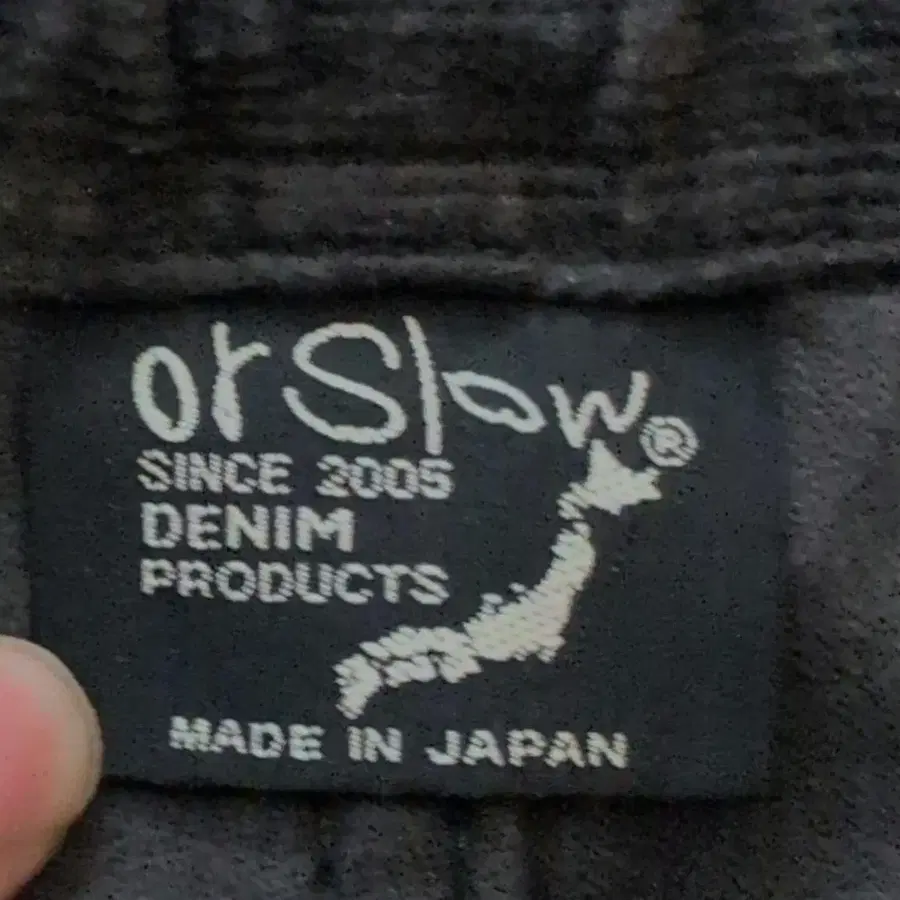 orSlow®
SINCE 2005
DENIM
PRODUCTS
MADE IN JAPAN